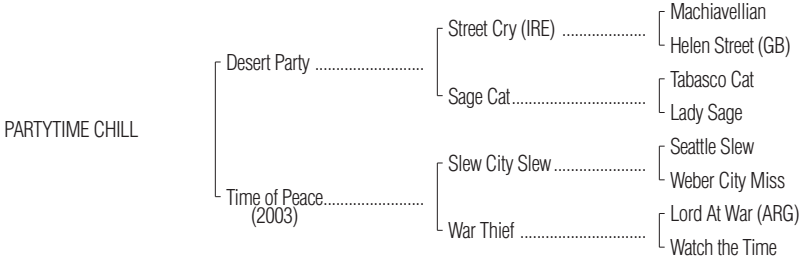 Machiavellian
Street Cry (IRE) ....................
Helen Street (GB)
Desert Party ..........................
Tabasco Cat
Sage Cat................................
Lady Sage
PARTYTIME CHILL
Seattle Slew
Slew City Slew......................
Weber City Miss
Time of Peace........................
(2003)
Lord At War (ARG)
War Thief ..............................
Watch the Time